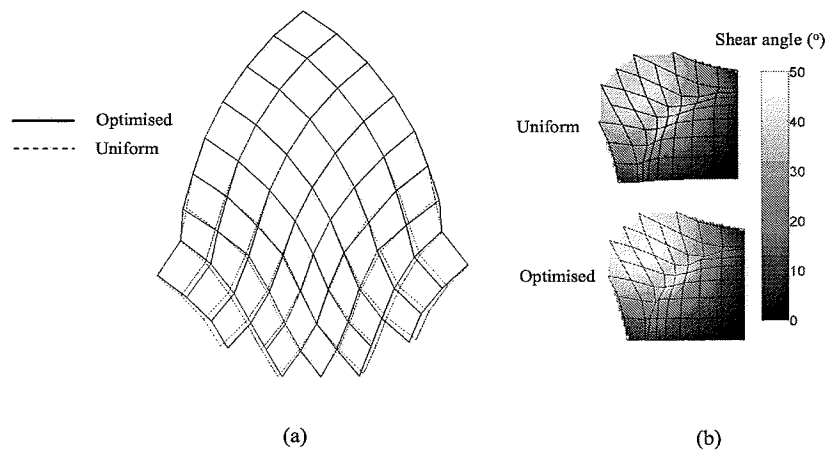 Optimised
Uniform
(a)
Shear angle (°)
Uniform
Optimised
50
40
30
20
10
0
(b)